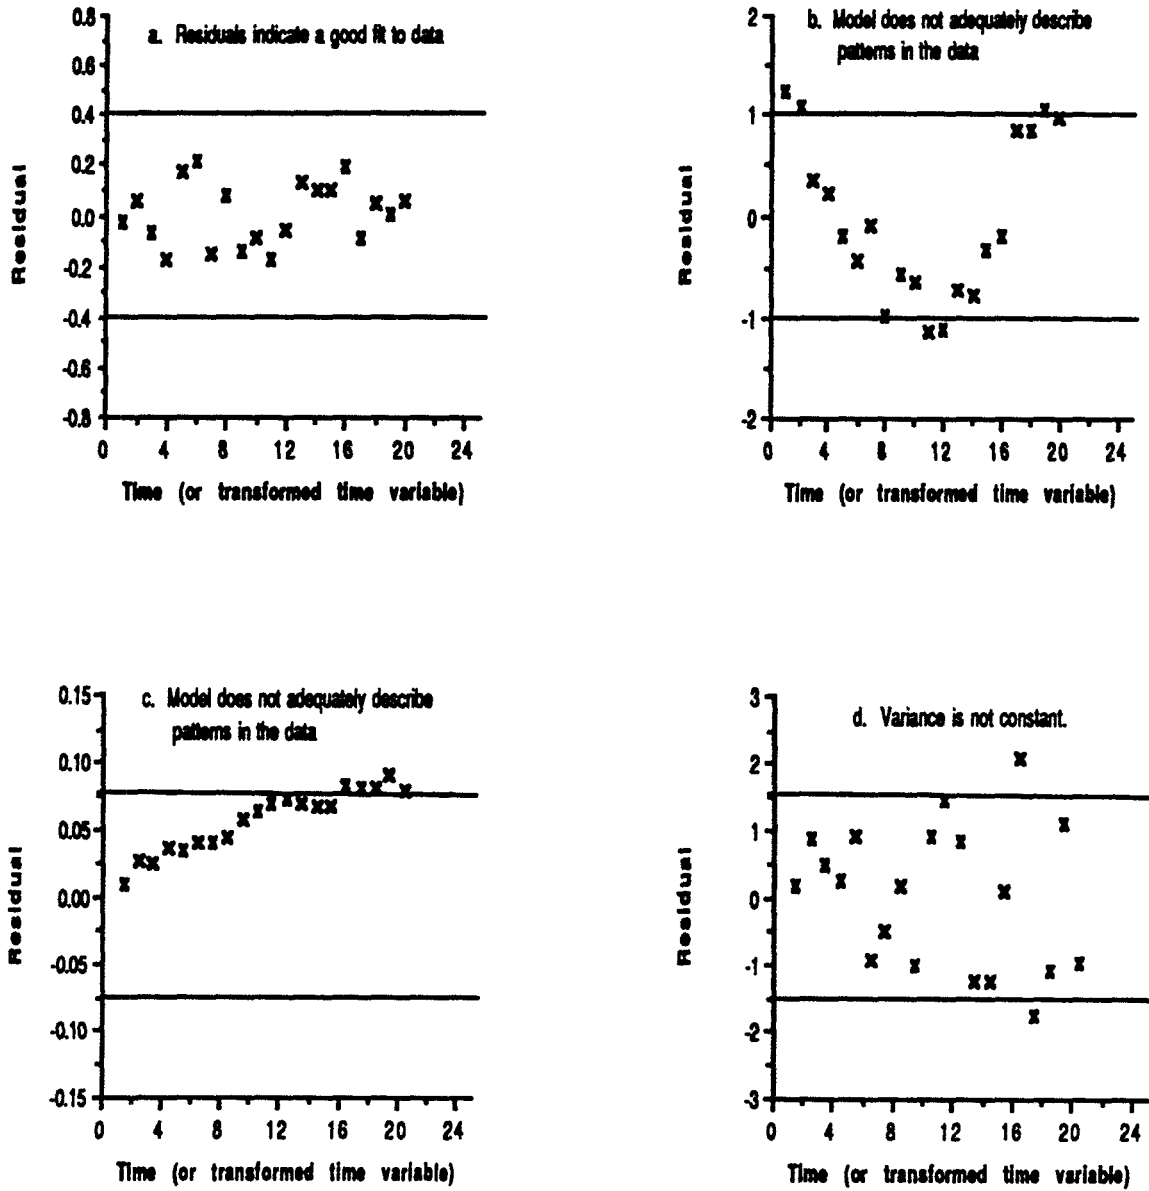 a. Residuals indicate a good fit to data
0.8
0.6
0.4
0.2
0.0
-0.2
-0.4
-0.6
-0.8
Residual
0 4 8 12 16 20 24
Time (or transformed time variable)
b. Model does not adequately describe
patterns in the data
2
1
0
-1
-2
Residual
0 4 8 12 16 20 24
Time (or transformed time variable)
c. Model does not adequately describe
patterns in the data
0.15
0.10
0.05
0.00
-0.05
-0.10
-0.15
Residual
0 4 8 12 16 20 24
Time (or transformed time variable)
d. Variance is not constant.
3
2
1
0
-1
-2
-3
Residual
0 4 8 12 16 20 24
Time (or transformed time variable)